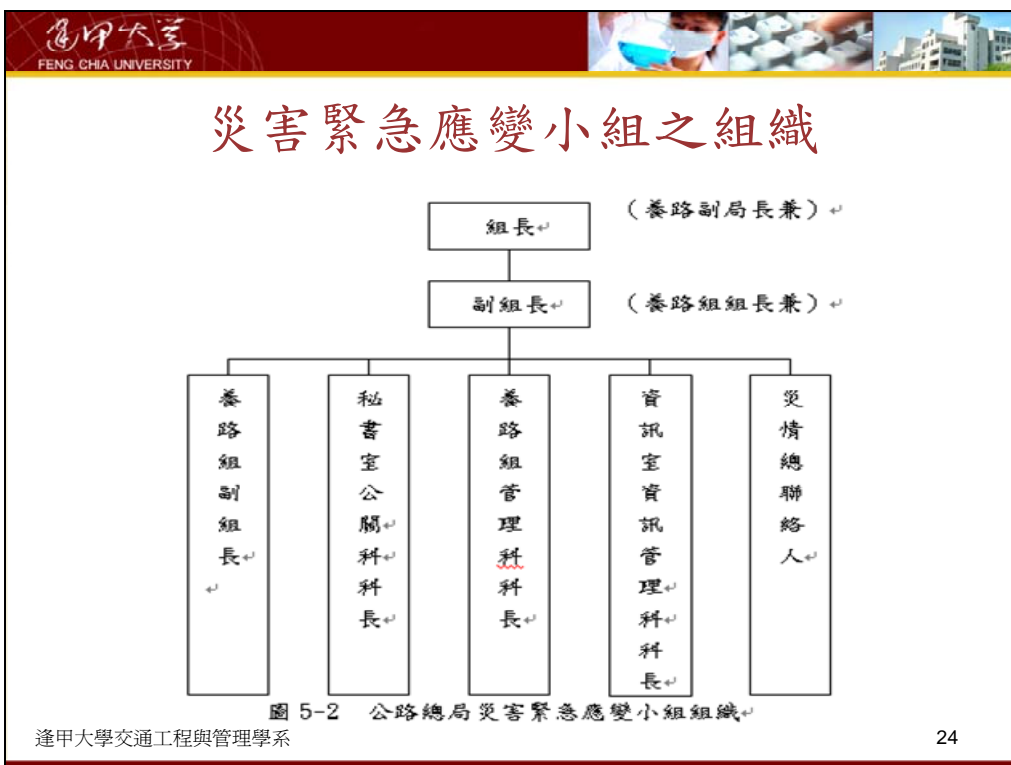 逢甲大學
FENG CHIA UNIVERSITY
災害緊急應變小組之組織
組長
(養路副局長兼)
副組長
(養路組組長兼)
養路組副組長
秘書室公關科科長
養路組管理科科長
資訊室資訊管理科科長
災情總聯絡人
圖 5-2 公路總局災害緊急應變小組組織
逢甲大學交通工程與管理學系
24